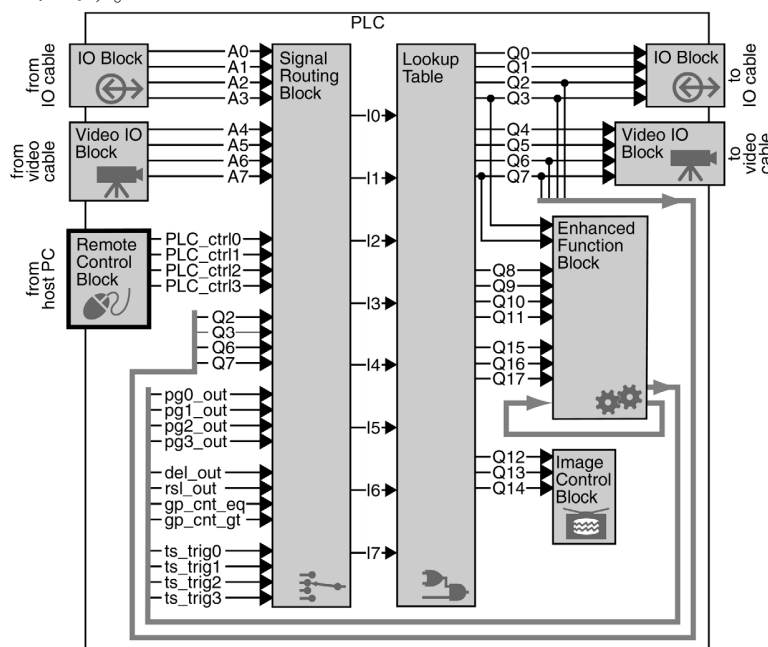 PLC
from
IO cable
IO Block
A0
A1
A2
A3
from
video
cable
Video IO
Block
A4
A5
A6
A7
from
host PC
Remote
Control
Block
PLC_ctrl0
PLC_ctrl1
PLC_ctrl2
PLC_ctrl3
Q2
Q3
Q6
Q7
pg0_out
pg1_out
pg2_out
pg3_out
del_out
rsl_out
gp_cnt_eq
gp_cnt_gt
ts_trig0
ts_trig1
ts_trig2
ts_trig3
Signal
Routing
Block
I0
I1
I2
I3
I4
I5
I6
I7
Lookup
Table
Q0
Q1
Q2
Q3
Q4
Q5
Q6
Q7
Q8
Q9
Q10
Q11
Q15
Q16
Q17
Q12
Q13
Q14
IO Block
to
IO cable
Video IO
Block
to
video
cable
Enhanced
Function
Block
Image
Control
Block